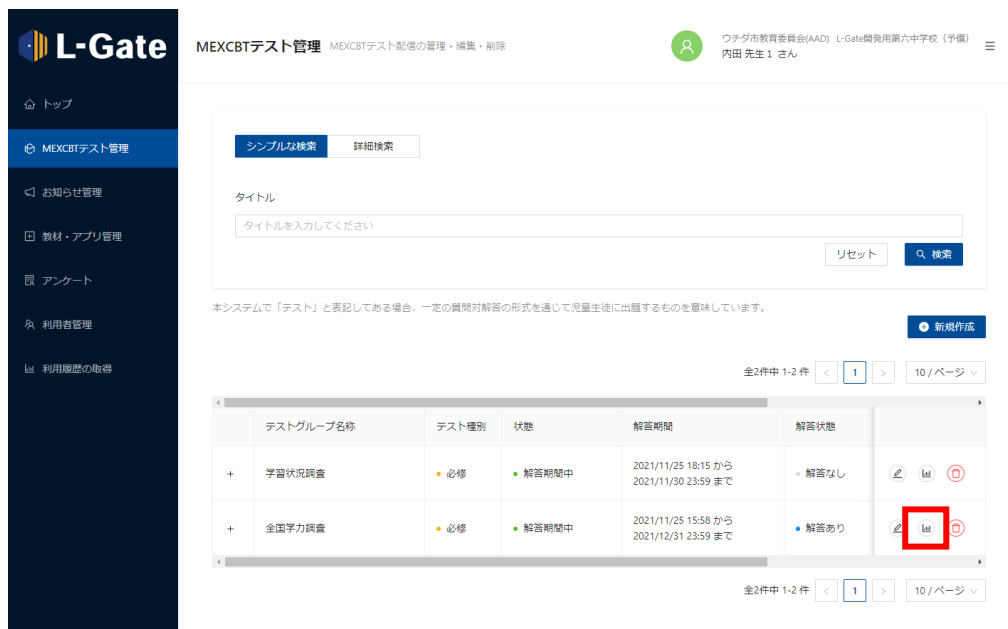 L-Gate
MEXCBTテスト管理 MEXCBTテスト配信の管理・編集・削除
ウチダ市教育委員会(AAD) L-Gate開発用第六中学校（予備）
内田 先生１ さん
トップ
MEXCBTテスト管理
お知らせ管理
教材・アプリ管理
アンケート
利用者管理
利用履歴の取得
シンプルな検索 詳細検索
タイトル
タイトルを入力してください
リセット 検索
本システムで「テスト」と表記してある場合、一定の質問対解答の形式を通じて児童生徒に出題するものを意味しています。
新規作成
全2件中 1-2 件 < 1 > 10 / ページ
テストグループ名称 テスト種別 状態 解答期間 解答状態
+ 学習状況調査 必修 解答期間中 2021/11/25 18:15 から
2021/11/30 23:59 まで 解答なし
+ 全国学力調査 必修 解答期間中 2021/11/25 15:58 から
2021/12/31 23:59 まで 解答あり
全2件中 1-2 件 < 1 > 10 / ページ